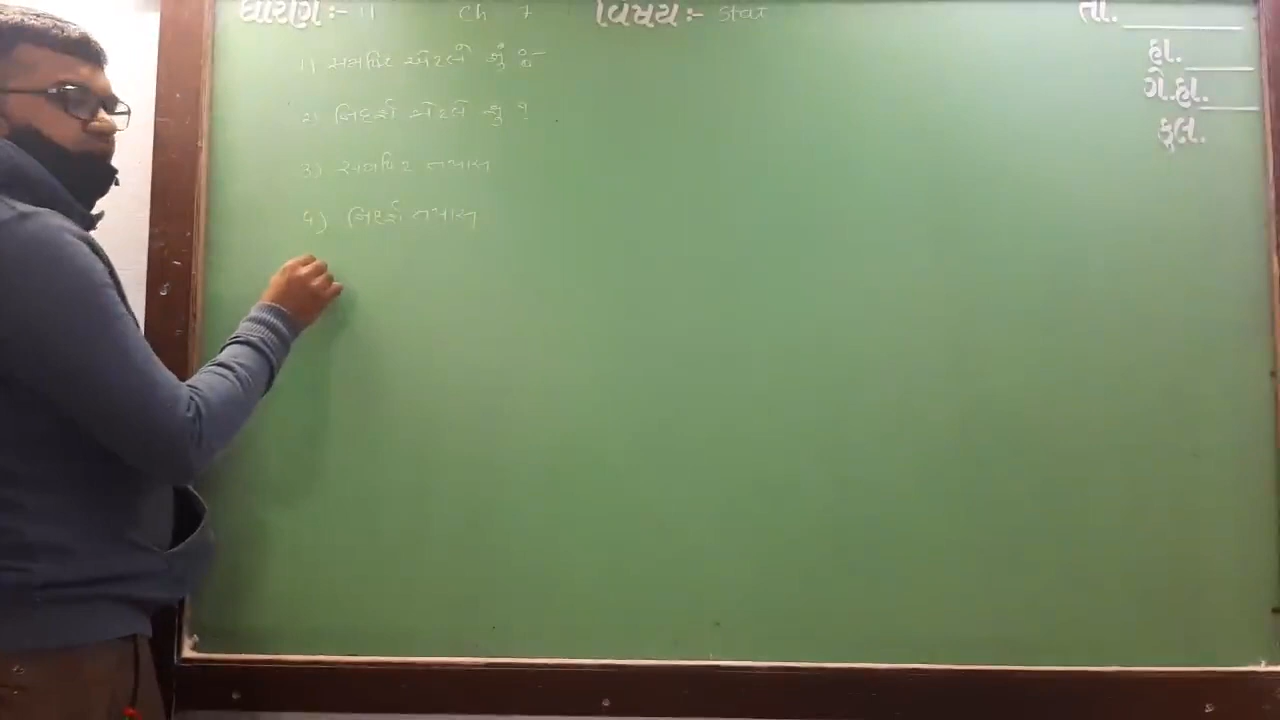 ધોરણ:- 11 Ch 7 વિષય:- Stat તા.
હા.
ગે.હા.
કુલ.
1) સમષ્ટિ એટલે શું ?
2) નિદર્શ એટલે શું ?
3) સમષ્ટિ તપાસ
4) નિદર્શ તપાસ